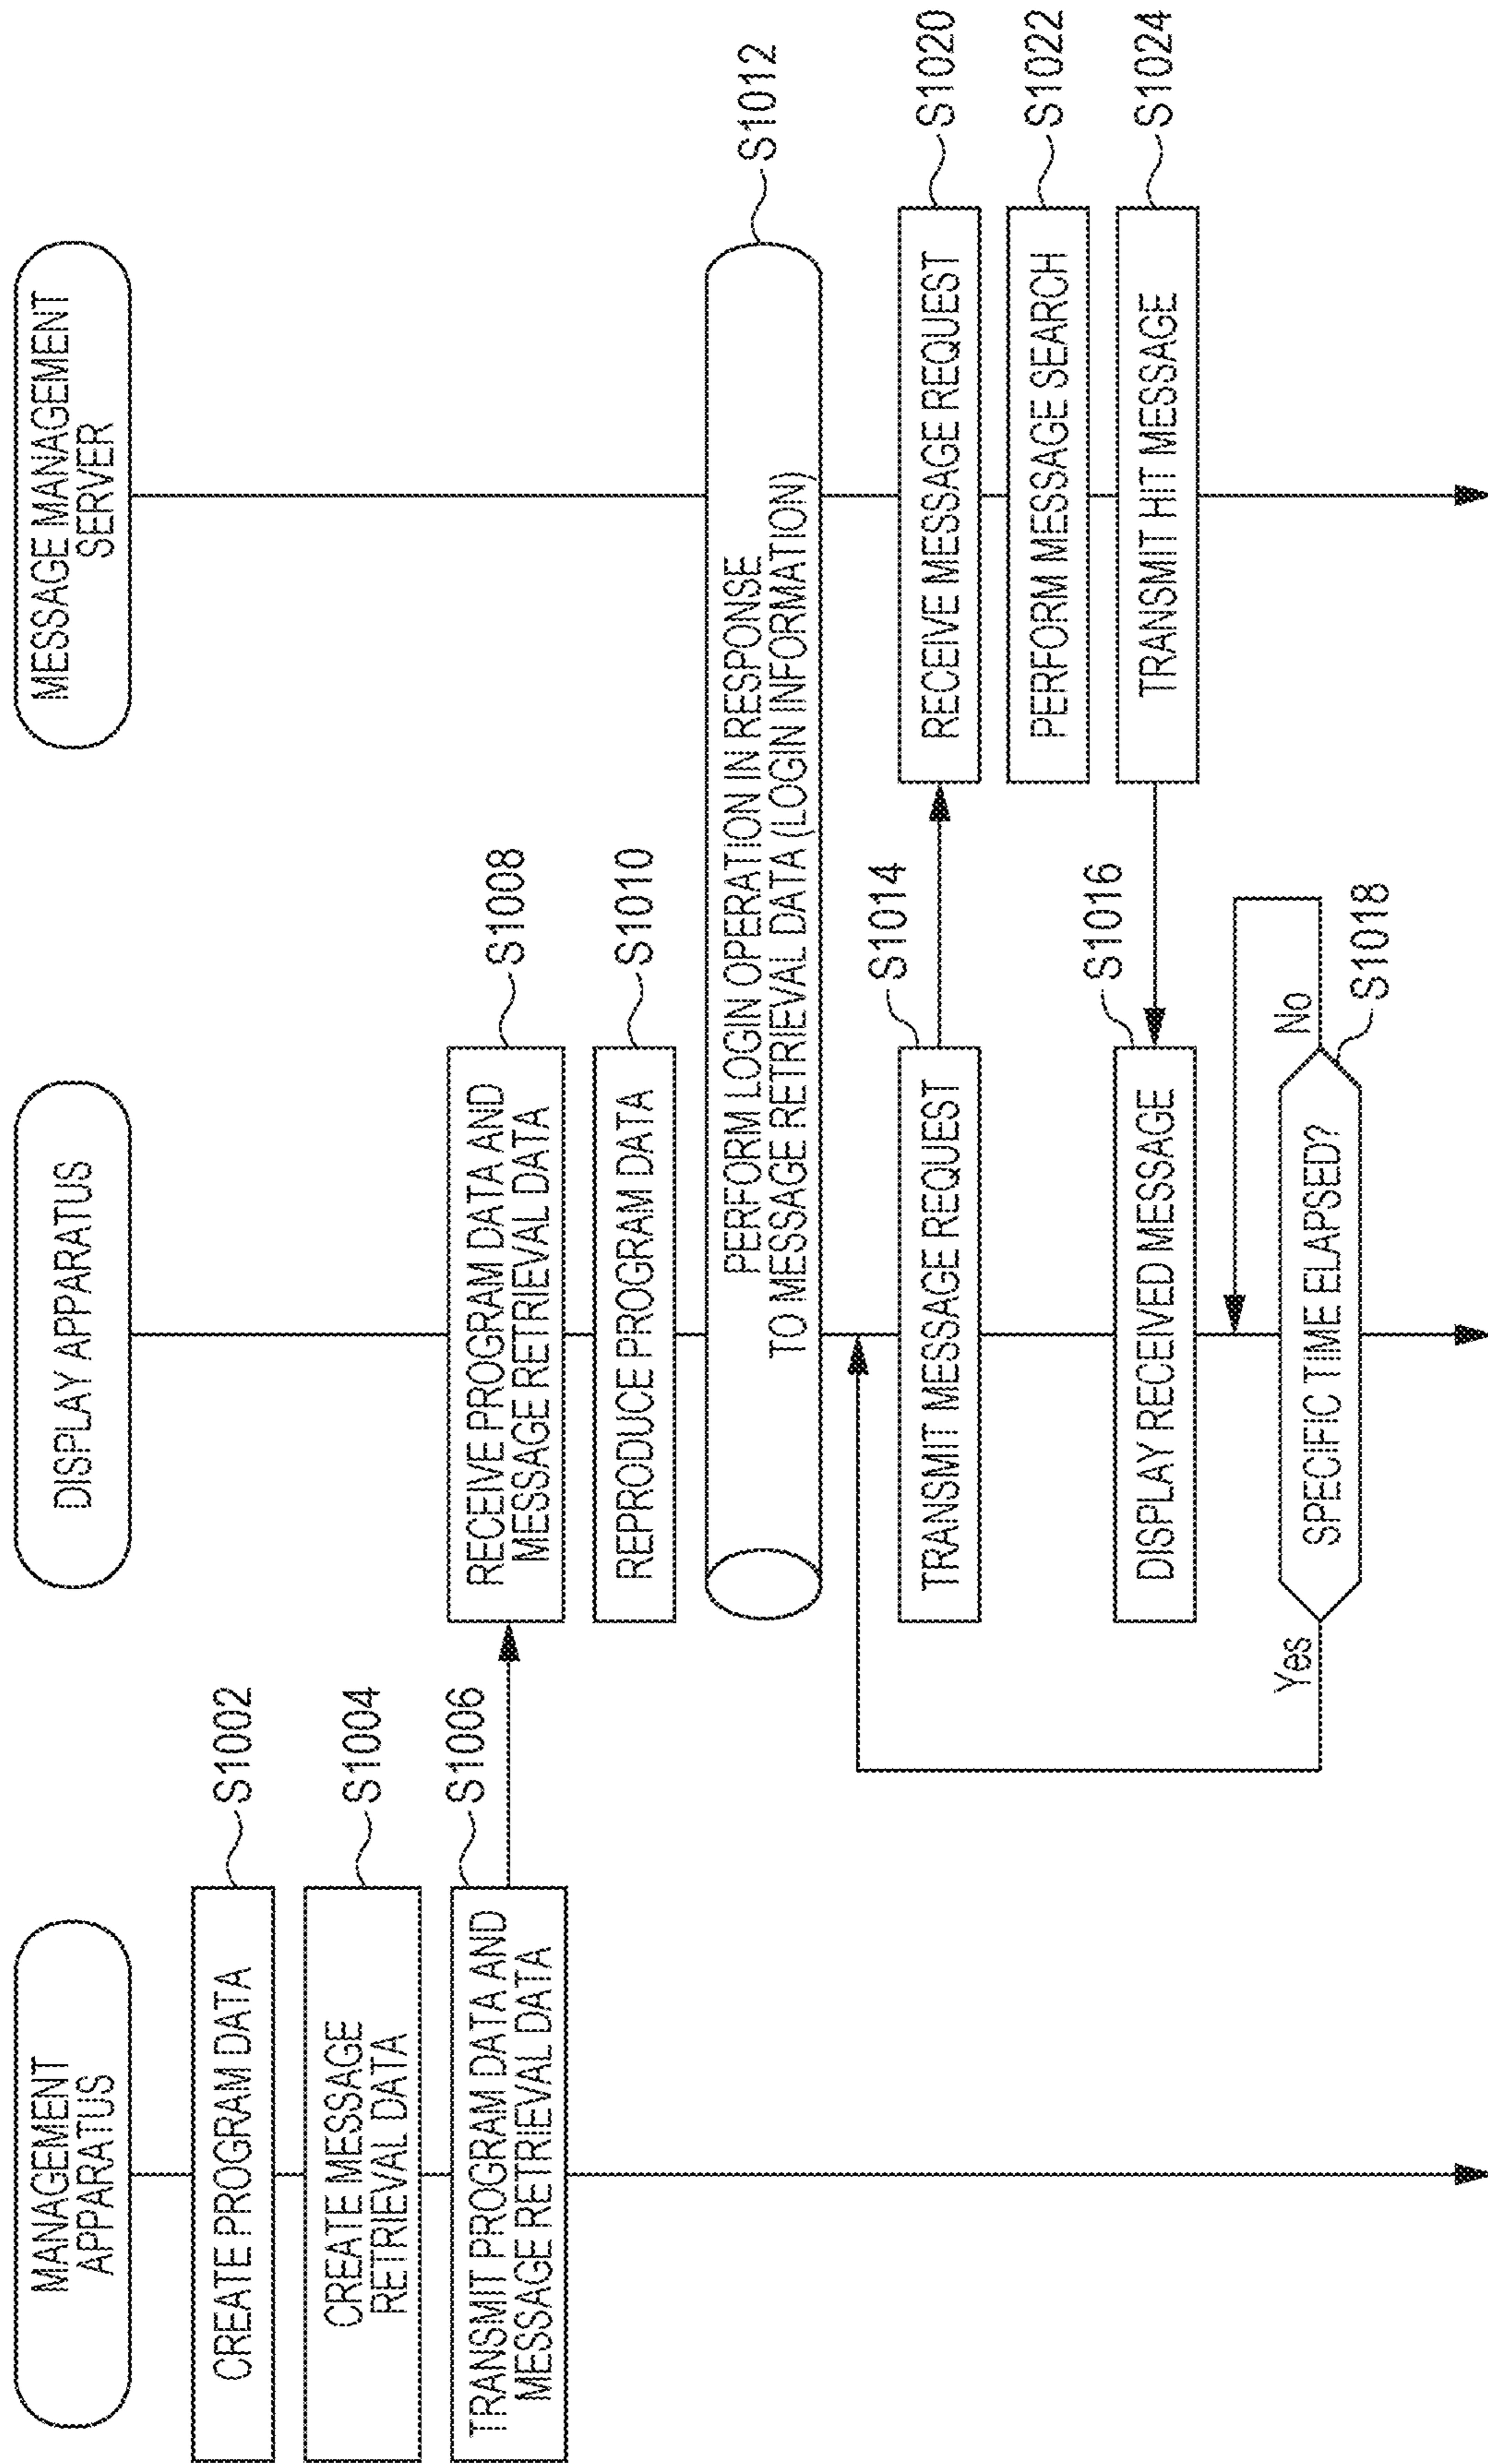 MANAGEMENT
APPARATUS
CREATE PROGRAM DATA
S1002
CREATE MESSAGE
RETRIEVAL DATA
S1004
TRANSMIT PROGRAM DATA AND
MESSAGE RETRIEVAL DATA
S1006
DISPLAY APPARATUS
RECEIVE PROGRAM DATA AND
MESSAGE RETRIEVAL DATA
S1008
REPRODUCE PROGRAM DATA
S1010
PERFORM LOGIN OPERATION IN RESPONSE
TO MESSAGE RETRIEVAL DATA (LOGIN INFORMATION)
S1012
TRANSMIT MESSAGE REQUEST
S1014
DISPLAY RECEIVED MESSAGE
S1016
SPECIFIC TIME ELAPSED?
S1018
Yes
No
MESSAGE MANAGEMENT
SERVER
RECEIVE MESSAGE REQUEST
S1020
PERFORM MESSAGE SEARCH
S1022
TRANSMIT HIT MESSAGE
S1024